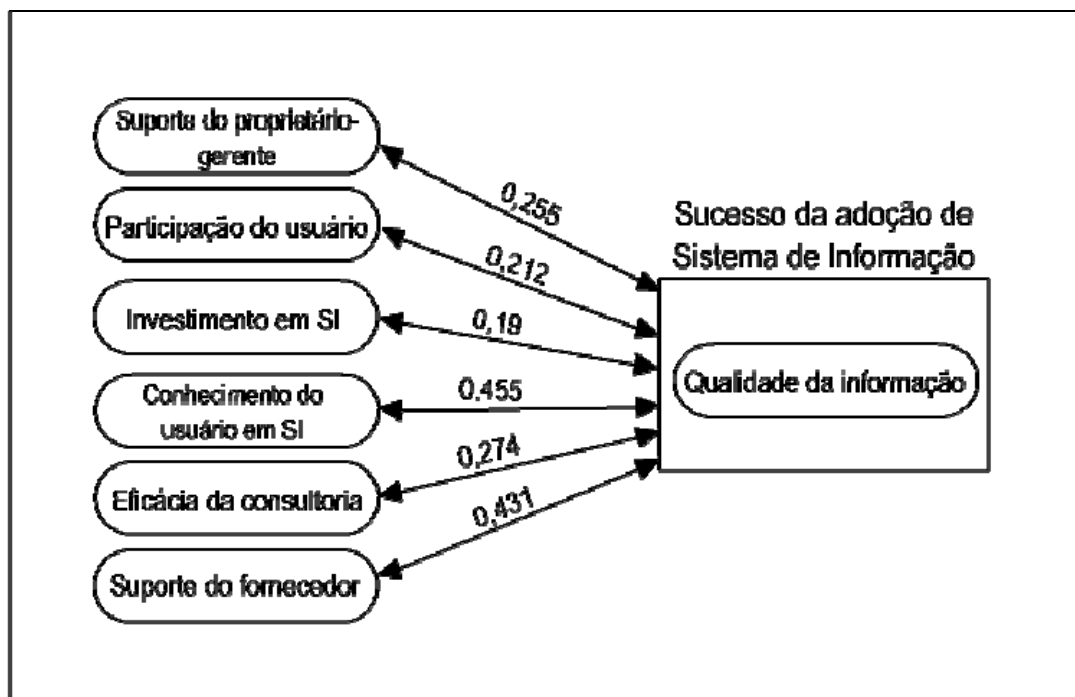 Suporte do proprietário-
gerente
0,255
Participação do usuário
0,212
Sucesso da adoção de
Sistema de Informação
Investimento em SI
0,19
Qualidade da informação
Conhecimento do
usuário em SI
0,455
Eficácia da consultoria
0,274
Suporte do fornecedor
0,431